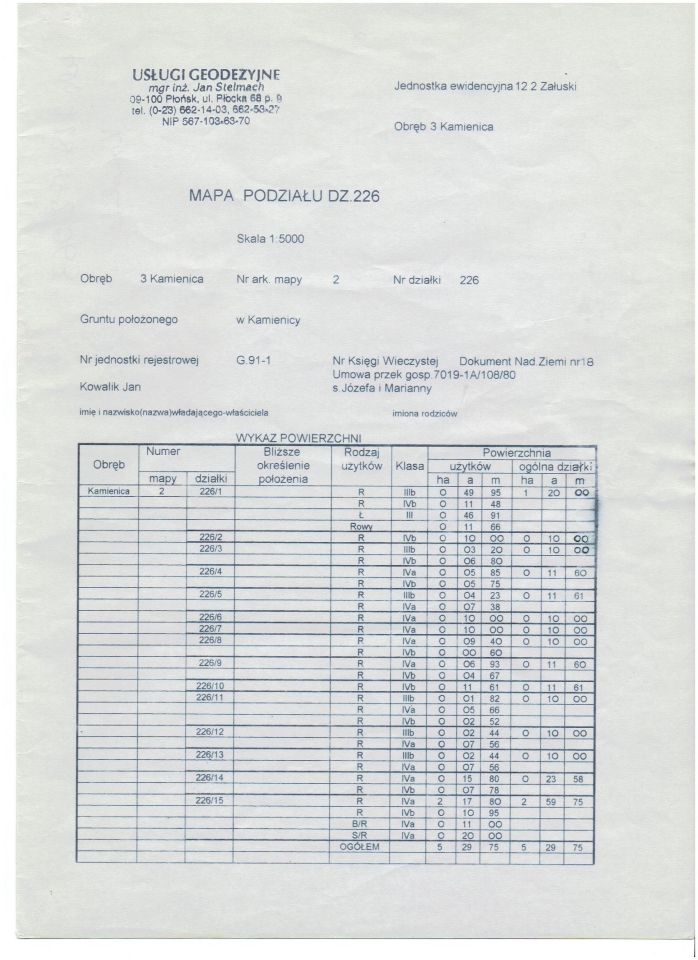 USŁUGI GEODEZYJNE
mgr inż. Jan Stelmach
09-100 Płońsk, ul. Płocka 68 p. 9
tel. (0-23) 662-14-03, 662-53-27
NIP 567-103-63-70
Jednostka ewidencyjna 12.2 Załuski
Obręb 3 Kamienica
MAPA PODZIAŁU DZ.226
Skala 1:5000
Obręb 3 Kamienica Nr ark. mapy 2 Nr działki 226
Gruntu położonego w Kamienicy
Nr jednostki rejestrowej G.91-1 Nr Księgi Wieczystej Dokument Nad Ziemi nr18
Umowa przek gosp.7019-1A/108/80
Kowalik Jan s.Józefa i Marianny
imię i nazwisko(nazwa)władającego-właściciela imiona rodziców
WYKAZ POWIERZCHNI
Obręb Numer Bliższe określenie położenia Rodzaj użytków Klasa Powierzchnia
użytków ogólna działki
mapy działki ha a m ha a m
Kamienica 2 226/1 R IIIb 0 49 95 1 20 00
R IVb 0 11 48
Ł III 0 46 91
Rowy 0 11 66
226/2 R IVb 0 10 00 0 10 00
226/3 R IIIb 0 03 20 0 10 00
R IVb 0 06 80
226/4 R IVa 0 05 85 0 11 60
R IVb 0 05 75
226/5 R IIIb 0 04 23 0 11 61
R IVa 0 07 38
226/6 R IVa 0 10 00 0 10 00
226/7 R IVa 0 10 00 0 10 00
226/8 R IVa 0 09 40 0 10 00
R IVb 0 00 60
226/9 R IVa 0 06 93 0 11 60
R IVb 0 04 67
226/10 R IVb 0 11 61 0 11 61
226/11 R IIIb 0 01 82 0 10 00
R IVa 0 05 66
R IVb 0 02 52
226/12 R IIIb 0 02 44 0 10 00
R IVa 0 07 56
226/13 R IIIb 0 02 44 0 10 00
R IVa 0 07 56
226/14 R IVa 0 15 80 0 23 58
R IVb 0 07 78
226/15 R IVa 2 17 80 2 59 75
R IVb 0 10 95
B/R IVa 0 11 00
S/R IVa 0 20 00
OGÓŁEM 5 29 75 5 29 75